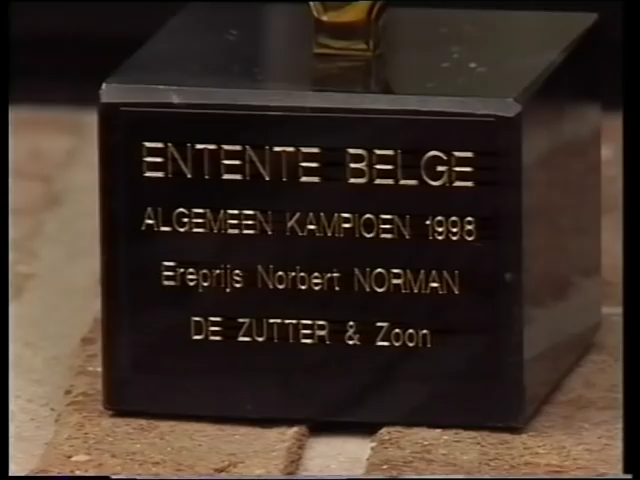 ENTENTE BELGE
ALGEMEEN KAMPIOEN 1998
Ereprijs Norbert NORMAN
DE ZUTTER & Zoon